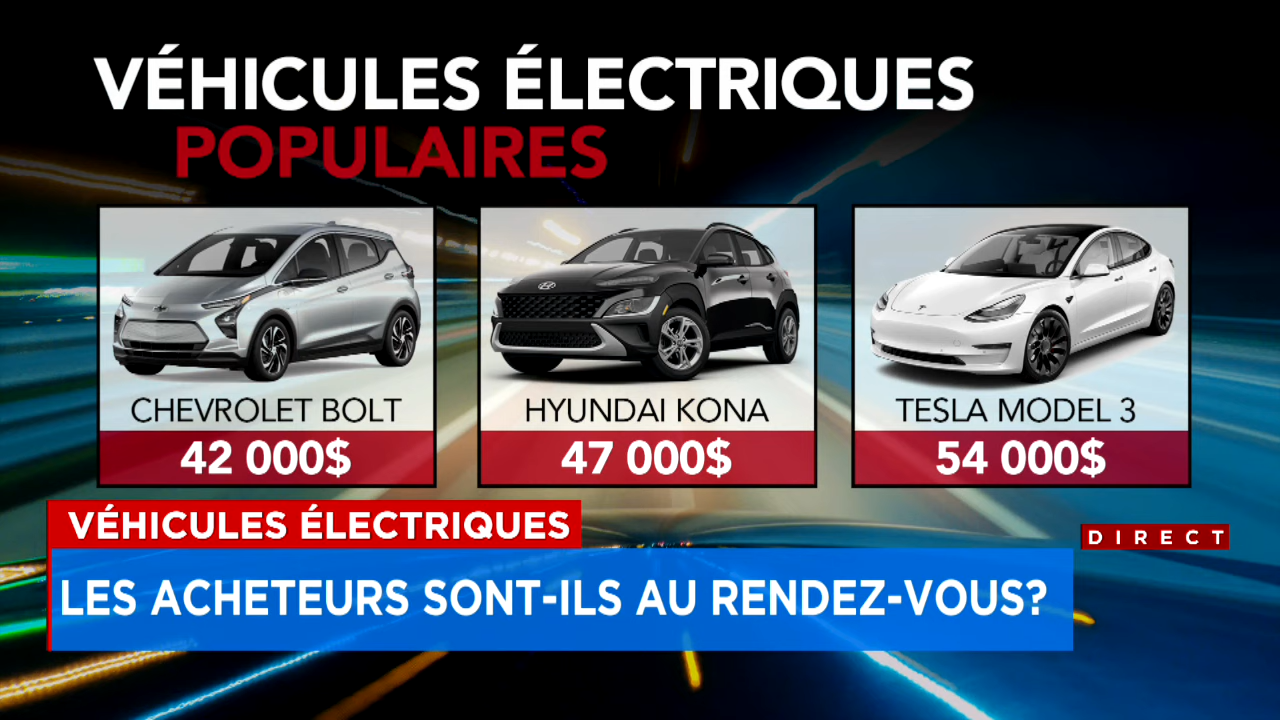 VÉHICULES ÉLECTRIQUES
POPULAIRES
CHEVROLET BOLT
42 000$
HYUNDAI KONA
47 000$
TESLA MODEL 3
54 000$
VÉHICULES ÉLECTRIQUES
DIRECT
LES ACHETEURS SONT-ILS AU RENDEZ-VOUS?